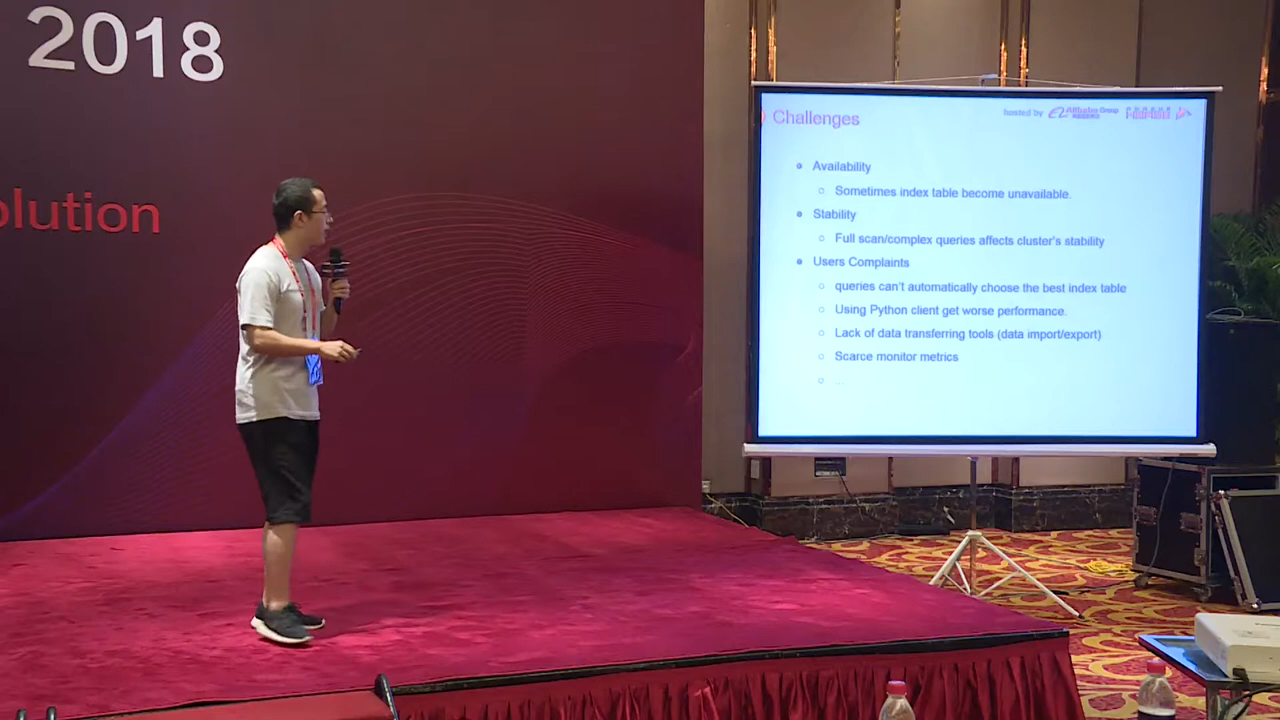 2018
olution
Challenges
hosted by Alibaba Group
Availability
Sometimes index table become unavailable.
Stability
Full scan/complex queries affects cluster's stability
Users Complaints
queries can't automatically choose the best index table
Using Python client get worse performance.
Lack of data transferring tools (data import/export)
Scarce monitor metrics
...